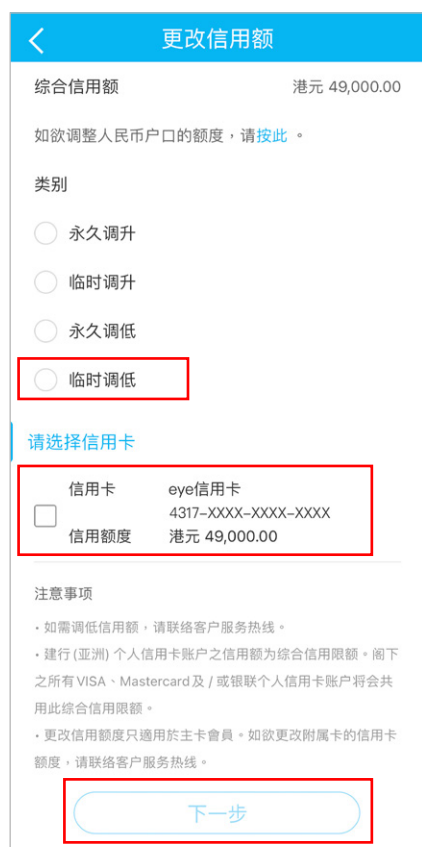 更改信用额
综合信用额 港元 49,000.00
如欲调整人民币户口的额度，请按此 。
类别
永久调升
临时调升
永久调低
临时调低
请选择信用卡
信用卡 eye信用卡
4317-XXXX-XXXX-XXXX
信用额度 港元 49,000.00
注意事项
• 如需调低信用额，请联络客户服务热线。
• 建行 (亚洲) 个人信用卡账户之信用额为综合信用限额。阁下
之所有 VISA、Mastercard 及 / 或银联个人信用卡账户将会共
用此综合信用限额。
• 更改信用额度只適用於主卡會員。如欲更改附属卡的信用卡
额度，请联络客户服务热线。
下一步